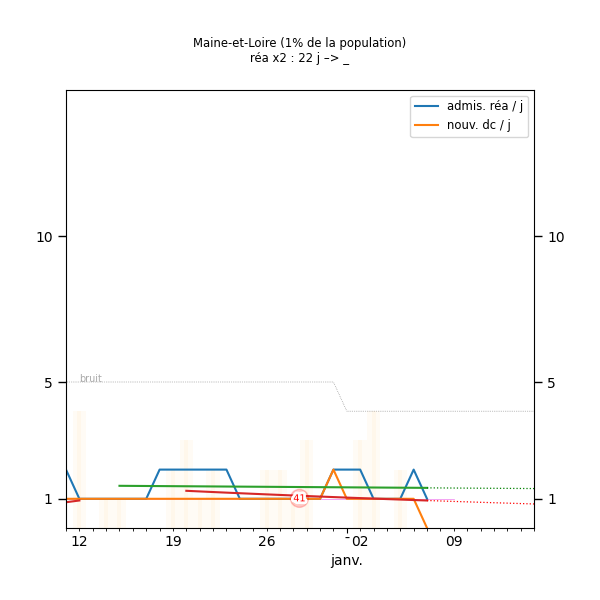 Maine-et-Loire (1% de la population)
réa x2 : 22 j –> _
admis. réa / j
nouv. dc / j
10 10
bruit
5 5
41
1 1
12 19 26 02 09
janv.